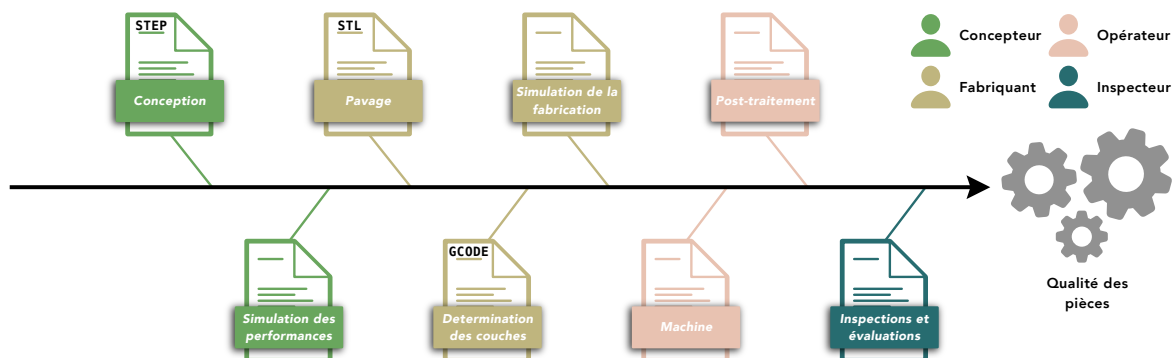 STEP
Conception
STL
Pavage
Simulation de la
fabrication
Post-traitement
Concepteur
Opérateur
Fabriquant
Inspecteur
Simulation des
performances
GCODE
Determination
des couches
Machine
Inspections et
évaluations
Qualité des
pièces